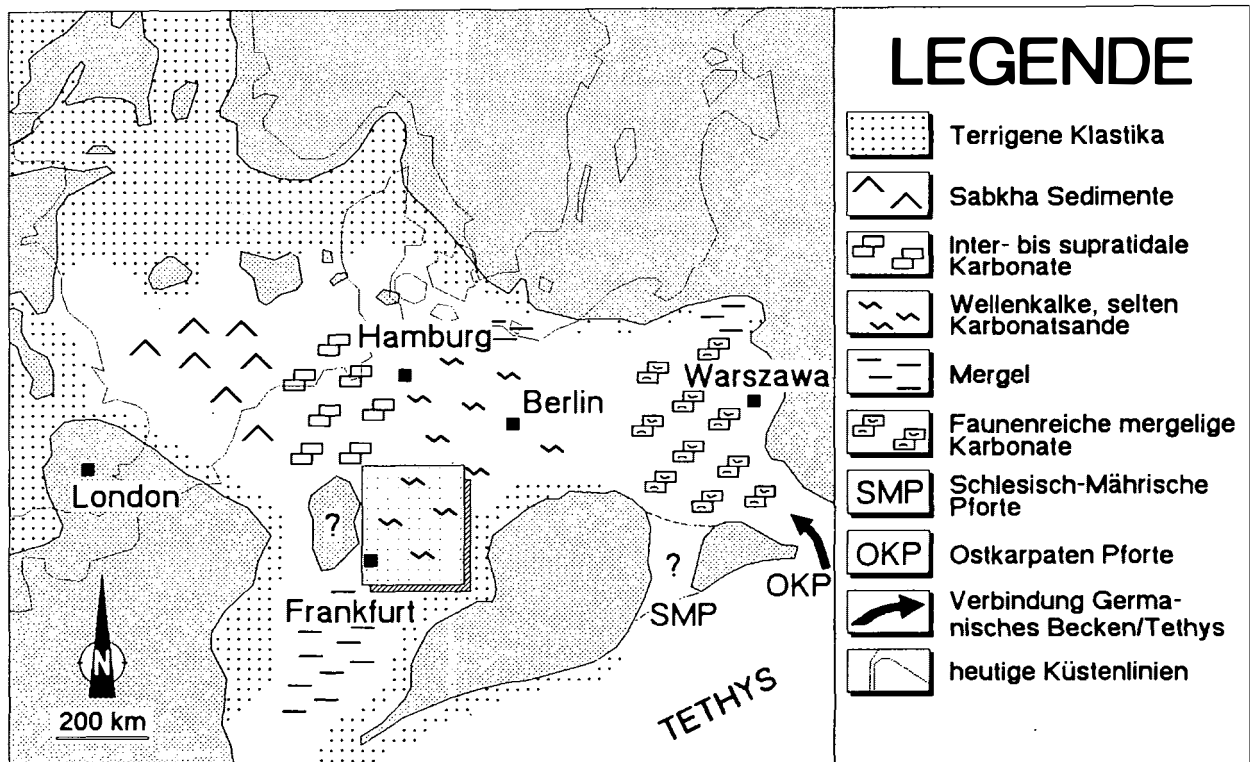 Hamburg
Berlin
Warszawa
London
?
Frankfurt
?
SMP
OKP
TETHYS
N
200 km
LEGENDE
Terrigene Klastika
Sabkha Sedimente
Inter- bis supratidale
Karbonate
Wellenkalke, selten
Karbonatsande
Mergel
Faunenreiche mergelige
Karbonate
SMP
Schlesisch-Mährische
Pforte
OKP
Ostkarpaten Pforte
Verbindung Germa-
nisches Becken/Tethys
heutige Küstenlinien